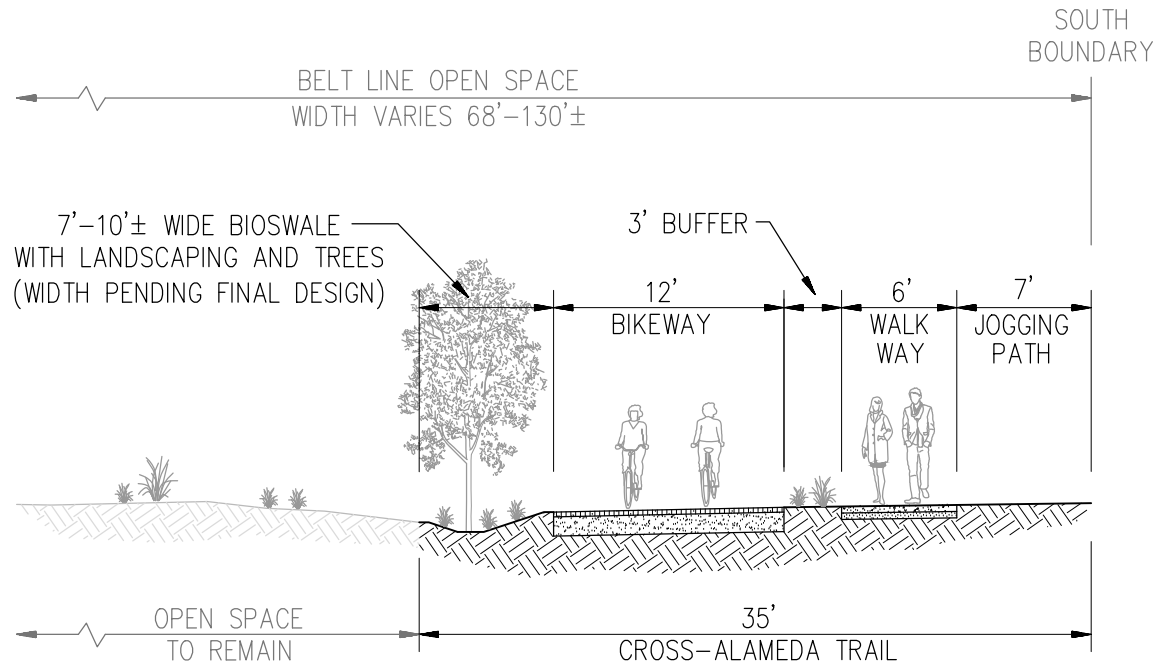 SOUTH
BOUNDARY
BELT LINE OPEN SPACE
WIDTH VARIES 68'-130'±
7'-10'± WIDE BIOSWALE
WITH LANDSCAPING AND TREES
(WIDTH PENDING FINAL DESIGN)
3' BUFFER
12'
BIKEWAY
6'
WALK
WAY
7'
JOGGING
PATH
OPEN SPACE
TO REMAIN
35'
CROSS-ALAMEDA TRAIL